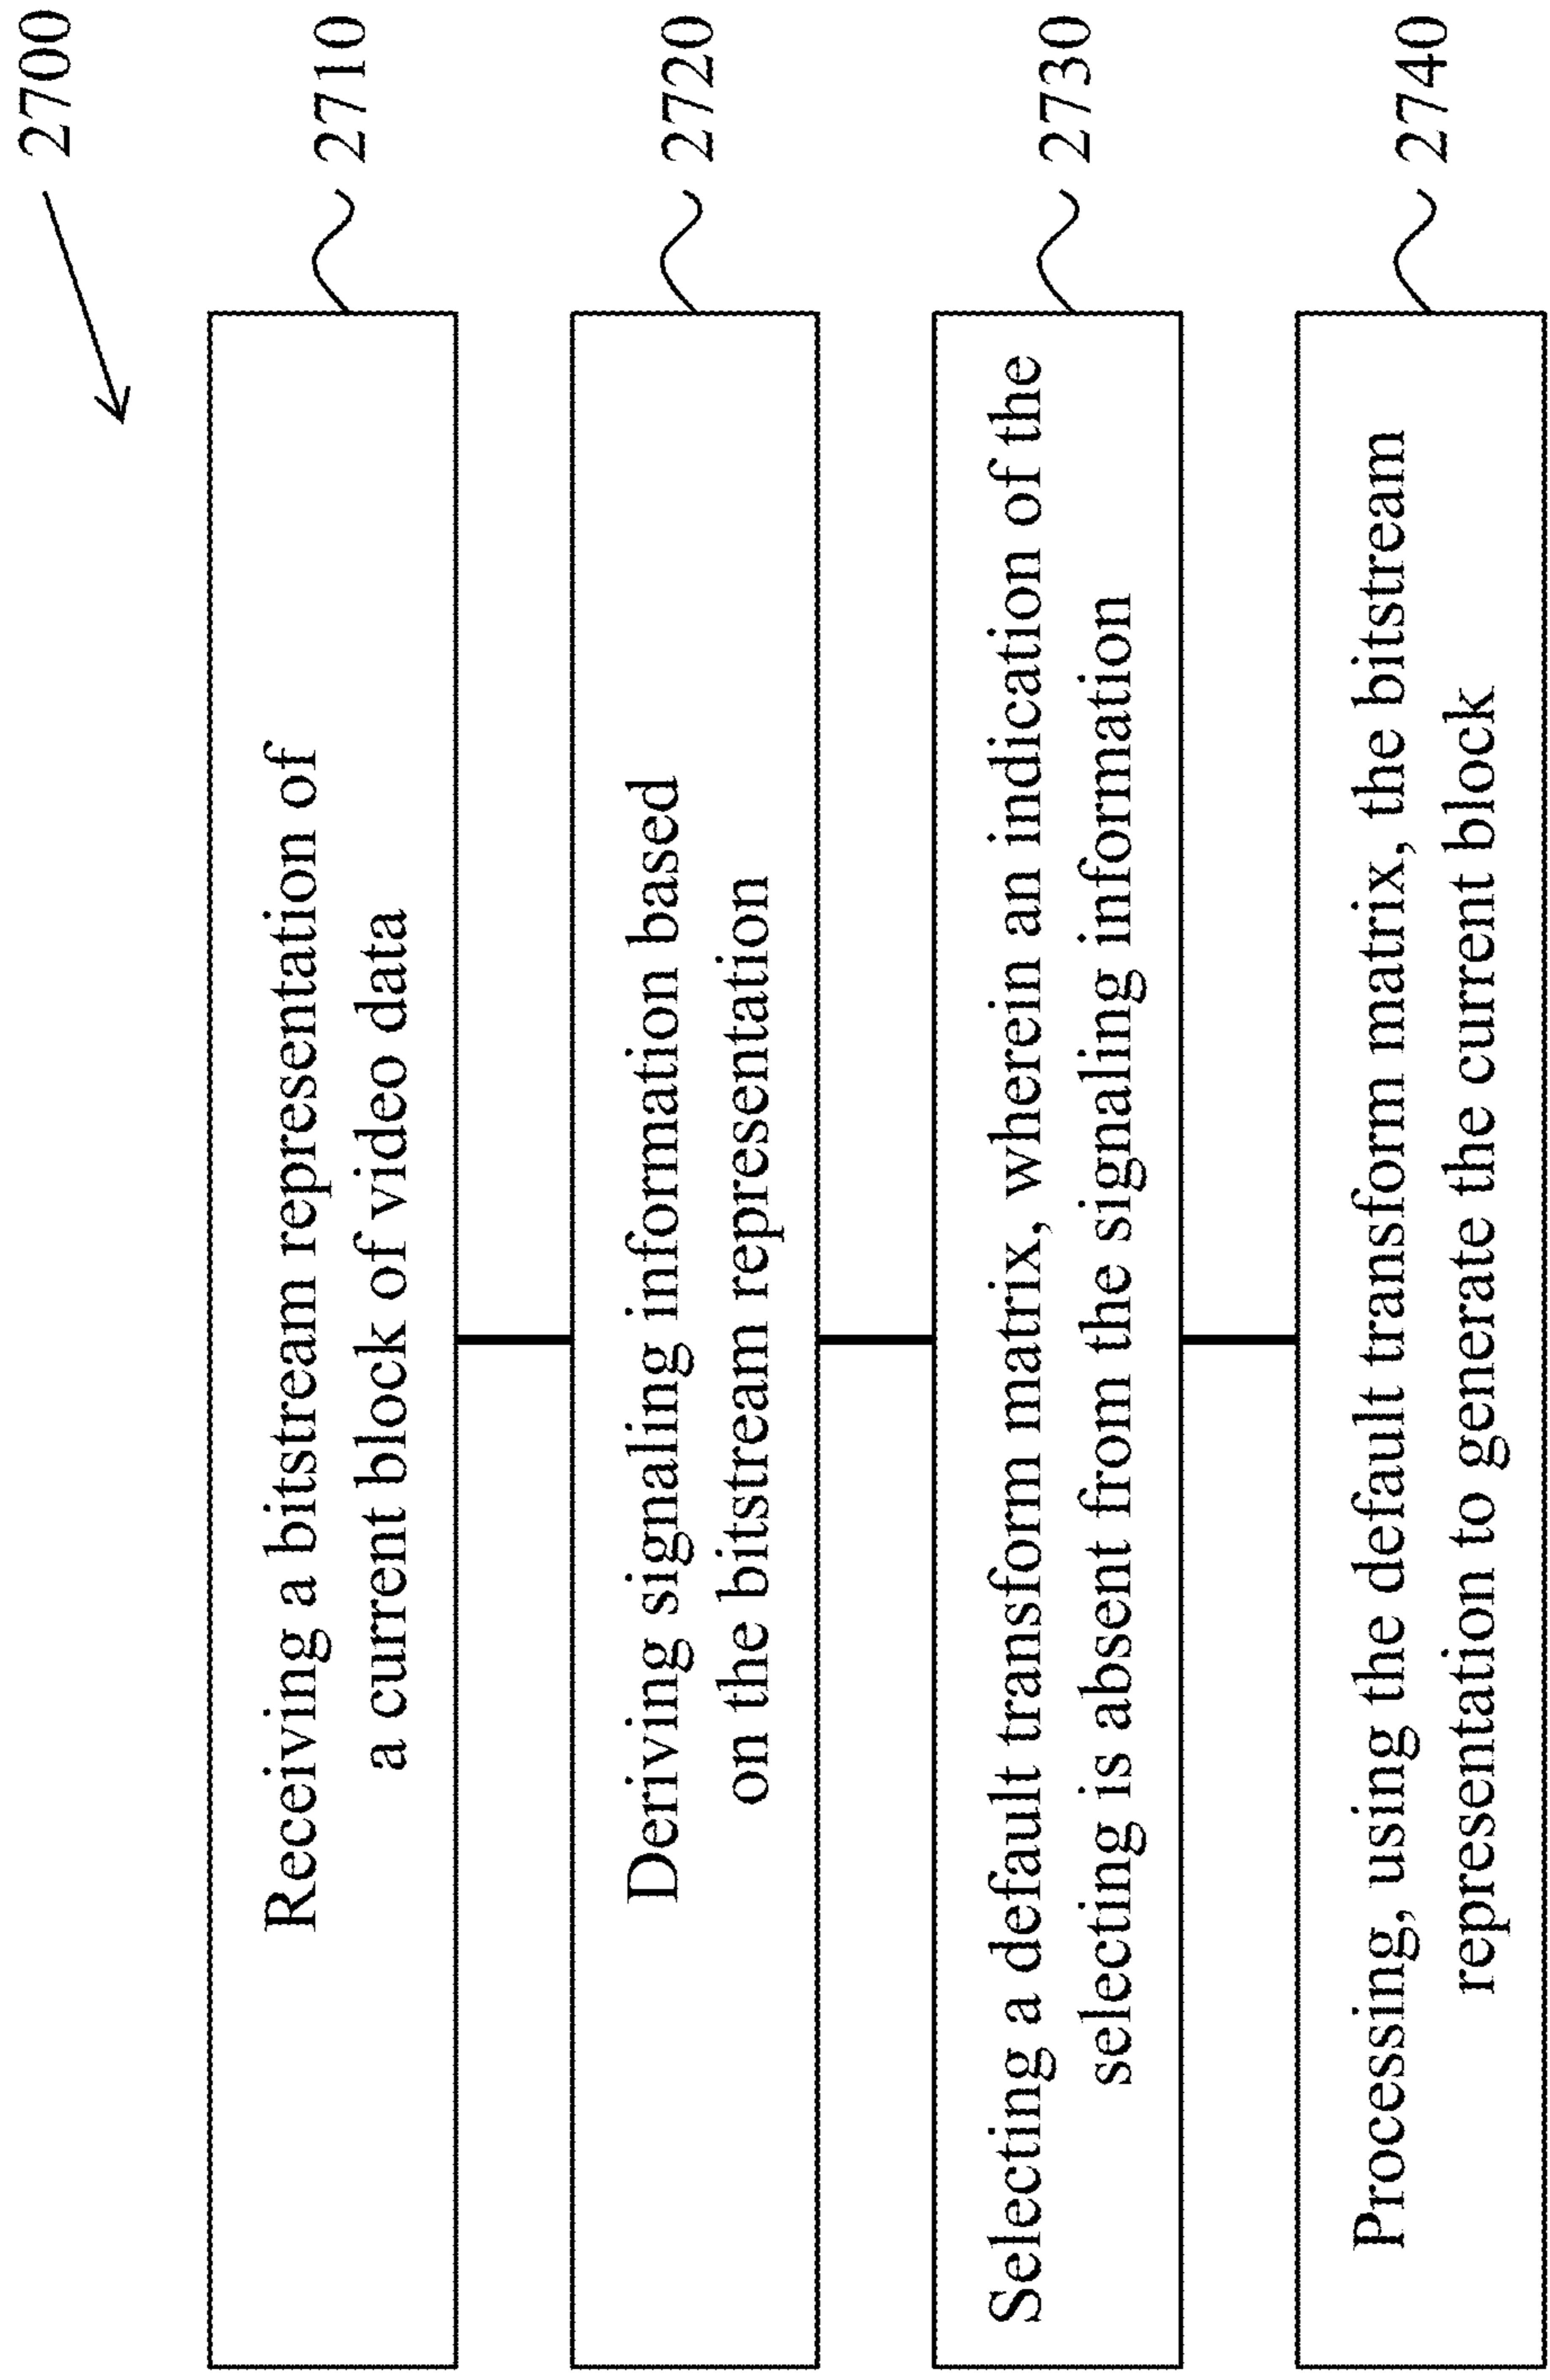 2700
Receiving a bitstream representation of
a current block of video data
2710
Deriving signaling information based
on the bitstream representation
2720
Selecting a default transform matrix, wherein an indication of the
selecting is absent from the signaling information
2730
Processing, using the default transform matrix, the bitstream
representation to generate the current block
2740